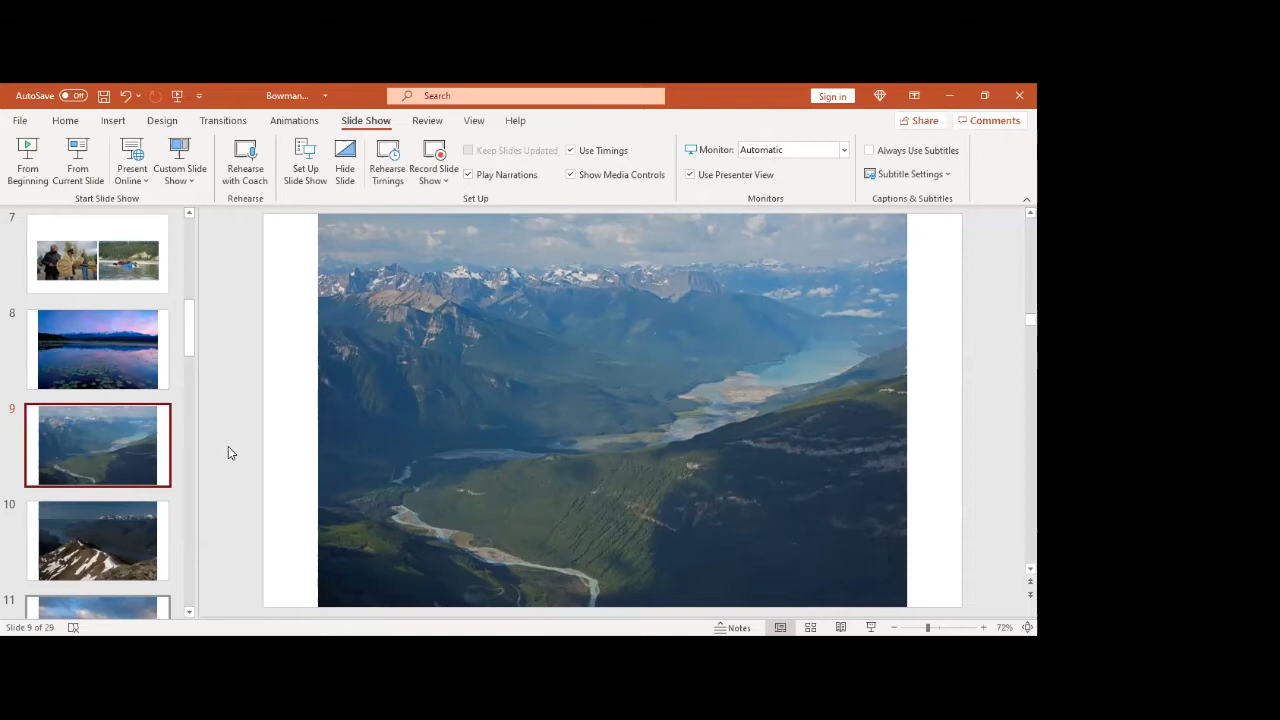 AutoSave Off
Bowman...
Search
Sign in
File Home Insert Design Transitions Animations Slide Show Review View Help
Share Comments
From Beginning
From Current Slide
Present Online
Custom Slide Show
Start Slide Show
Rehearse with Coach
Rehearse
Set Up Slide Show
Hide Slide
Rehearse Timings
Record Slide Show
Keep Slides Updated
Play Narrations
Use Timings
Show Media Controls
Set Up
Monitor: Automatic
Use Presenter View
Monitors
Always Use Subtitles
Subtitle Settings
Captions & Subtitles
7
8
9
10
11
Slide 9 of 29
Notes
72%